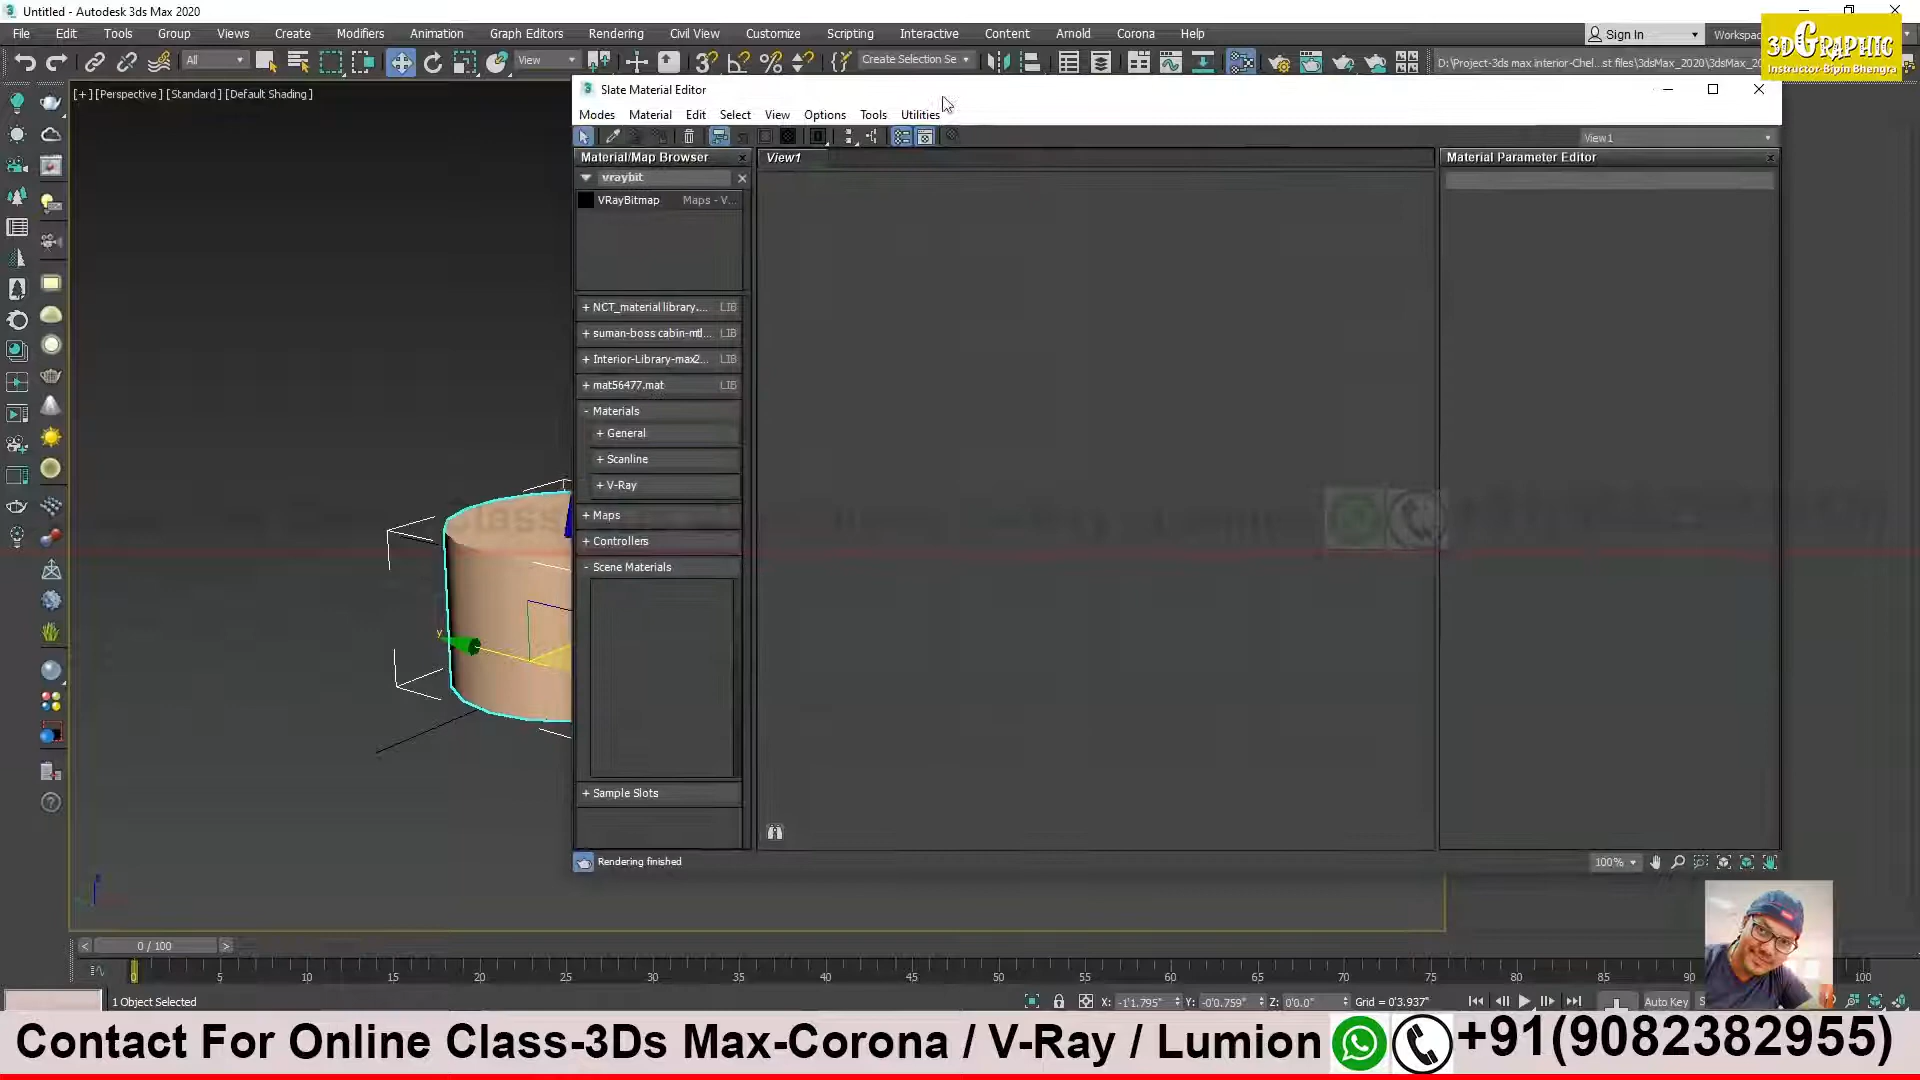 Untitled - Autodesk 3ds Max 2020
File Edit Tools Group Views Create Modifiers Animation Graph Editors Rendering Civil View Customize Scripting Interactive Content Arnold Corona Help
Sign In
Workspac
3DGRAPHIC
Instructor-Bipin Bhengra
All
View
Create Selection Se
D:\Project-3ds max interior-Chel...st files\3dsMax_2020\3dsMax_20
[+] [Perspective ] [Standard ] [Default Shading ]
Slate Material Editor
Modes Material Edit Select View Options Tools Utilities
View1
Material/Map Browser
View1
Material Parameter Editor
vraybit
VRayBitmap Maps - V...
+ NCT_material library.... LIB
+ suman-boss cabin-mtl... LIB
+ Interior-Library-max2... LIB
+ mat56477.mat LIB
- Materials
+ General
+ Scanline
+ V-Ray
+ Maps
+ Controllers
- Scene Materials
+ Sample Slots
Rendering finished
100%
y
< 0 / 100 >
0 5 10 15 20 25 30 35 40 45 50 55 60 65 70 75 80 85 90 100
1 Object Selected
X: -1'1.795" Y: -0'0.759" Z: 0'0.0" Grid = 0'3.937"
Auto Key
Contact For Online Class-3Ds Max-Corona / V-Ray / Lumion +91(9082382955)